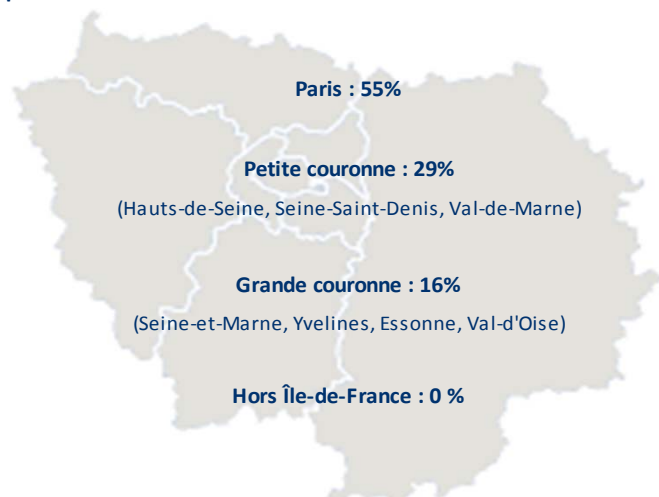 Paris : 55%
Petite couronne : 29%
(Hauts-de-Seine, Seine-Saint-Denis, Val-de-Marne)
Grande couronne : 16%
(Seine-et-Marne, Yvelines, Essonne, Val-d'Oise)
Hors Île-de-France : 0 %